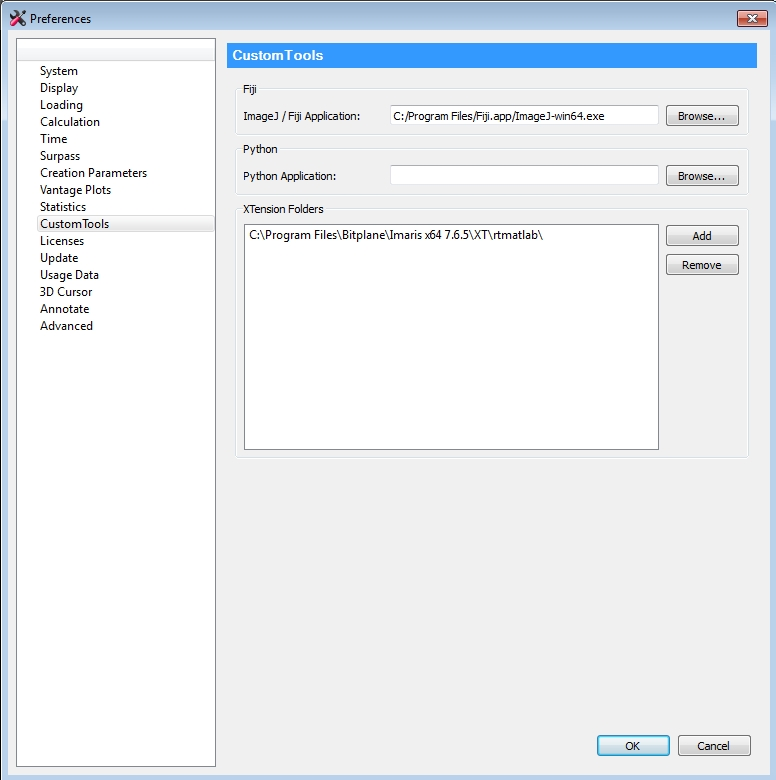 Preferences
System
Display
Loading
Calculation
Time
Surpass
Creation Parameters
Vantage Plots
Statistics
CustomTools
Licenses
Update
Usage Data
3D Cursor
Annotate
Advanced
CustomTools
Fiji
ImageJ / Fiji Application: C:/Program Files/Fiji.app/ImageJ-win64.exe Browse...
Python
Python Application: Browse...
XTension Folders
C:\Program Files\Bitplane\Imaris x64 7.6.5\XT\rtmatlab\ Add
Remove
OK Cancel